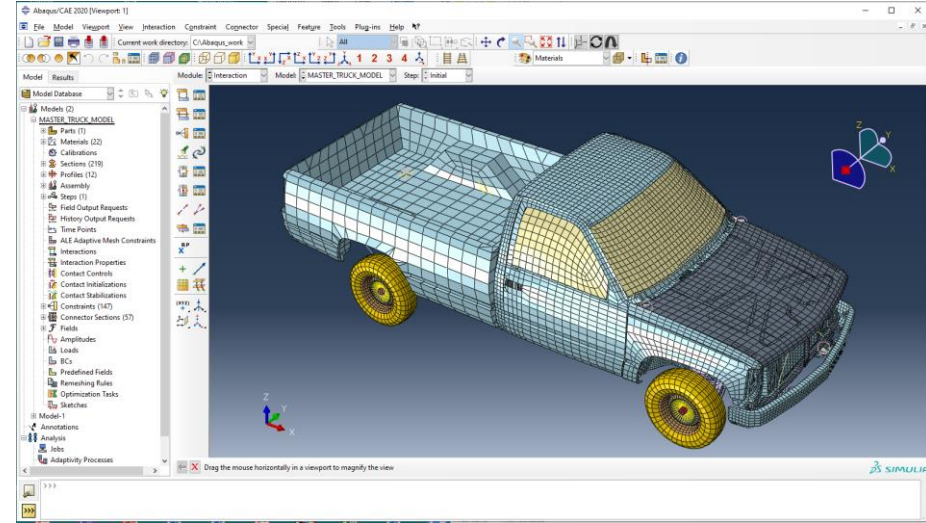 Abaqus/CAE 2020 [Viewport: 1]
File Model Viewport View Interaction Constraint Connector Special Feature Tools Plug-ins Help
Current work directory: C:\Abaqus_work All
1 2 3 4 Materials
Model Results Module: Interaction Model: MASTER_TRUCK_MODEL Step: Initial
Model Database
Models (2)
MASTER_TRUCK_MODEL
Parts (1)
Materials (22)
Calibrations
Sections (219)
Profiles (12)
Assembly
Steps (1)
Field Output Requests
History Output Requests
Time Points
ALE Adaptive Mesh Constraints
Interactions
Interaction Properties
Contact Controls
Contact Initializations
Contact Stabilizations
Constraints (147)
Connector Sections (57)
Fields
Amplitudes
Loads
BCs
Predefined Fields
Remeshing Rules
Optimization Tasks
Sketches
Model-1
Annotations
Analysis
Jobs
Adaptivity Processes
RP
(XYZ)
Z
Y
X
Z
Y
X
Drag the mouse horizontally in a viewport to magnify the view
SIMULIA
>>>
>>>